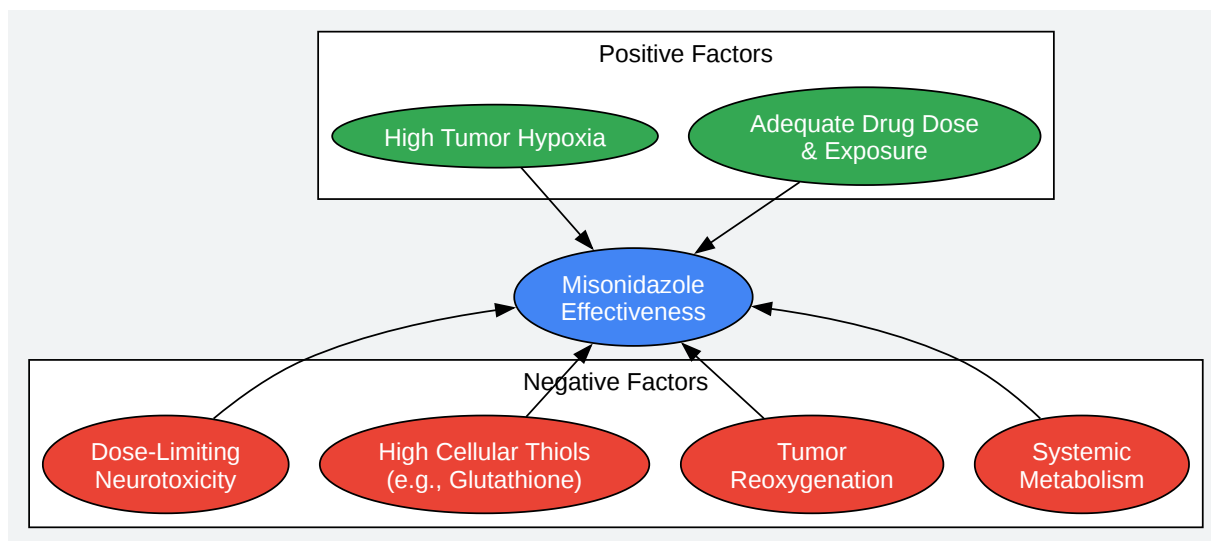 Positive Factors
High Tumor Hypoxia
Adequate Drug Dose
& Exposure
Misonidazole
Effectiveness
Negative Factors
Dose-Limiting
Neurotoxicity
High Cellular Thiols
(e.g., Glutathione)
Tumor
Reoxygenation
Systemic
Metabolism